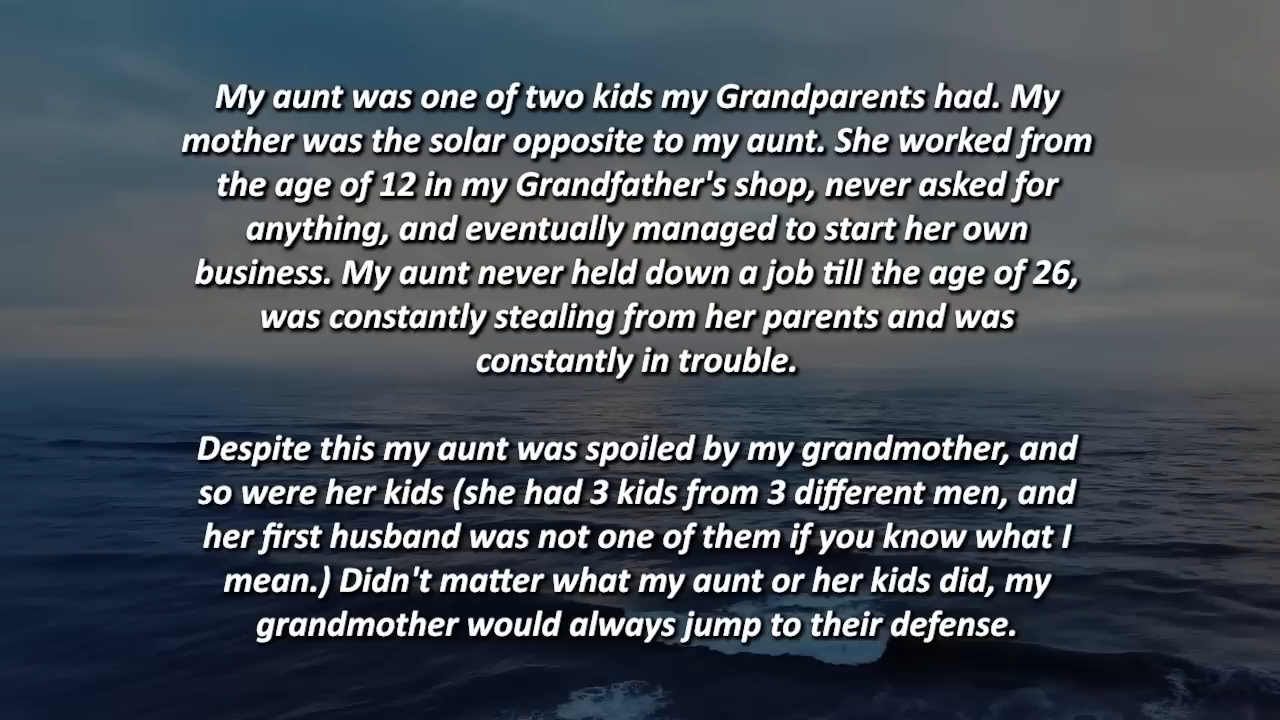 My aunt was one of two kids my Grandparents had. My
mother was the solar opposite to my aunt. She worked from
the age of 12 in my Grandfather's shop, never asked for
anything, and eventually managed to start her own
business. My aunt never held down a job till the age of 26,
was constantly stealing from her parents and was
constantly in trouble.
Despite this my aunt was spoiled by my grandmother, and
so were her kids (she had 3 kids from 3 different men, and
her first husband was not one of them if you know what I
mean.) Didn't matter what my aunt or her kids did, my
grandmother would always jump to their defense.